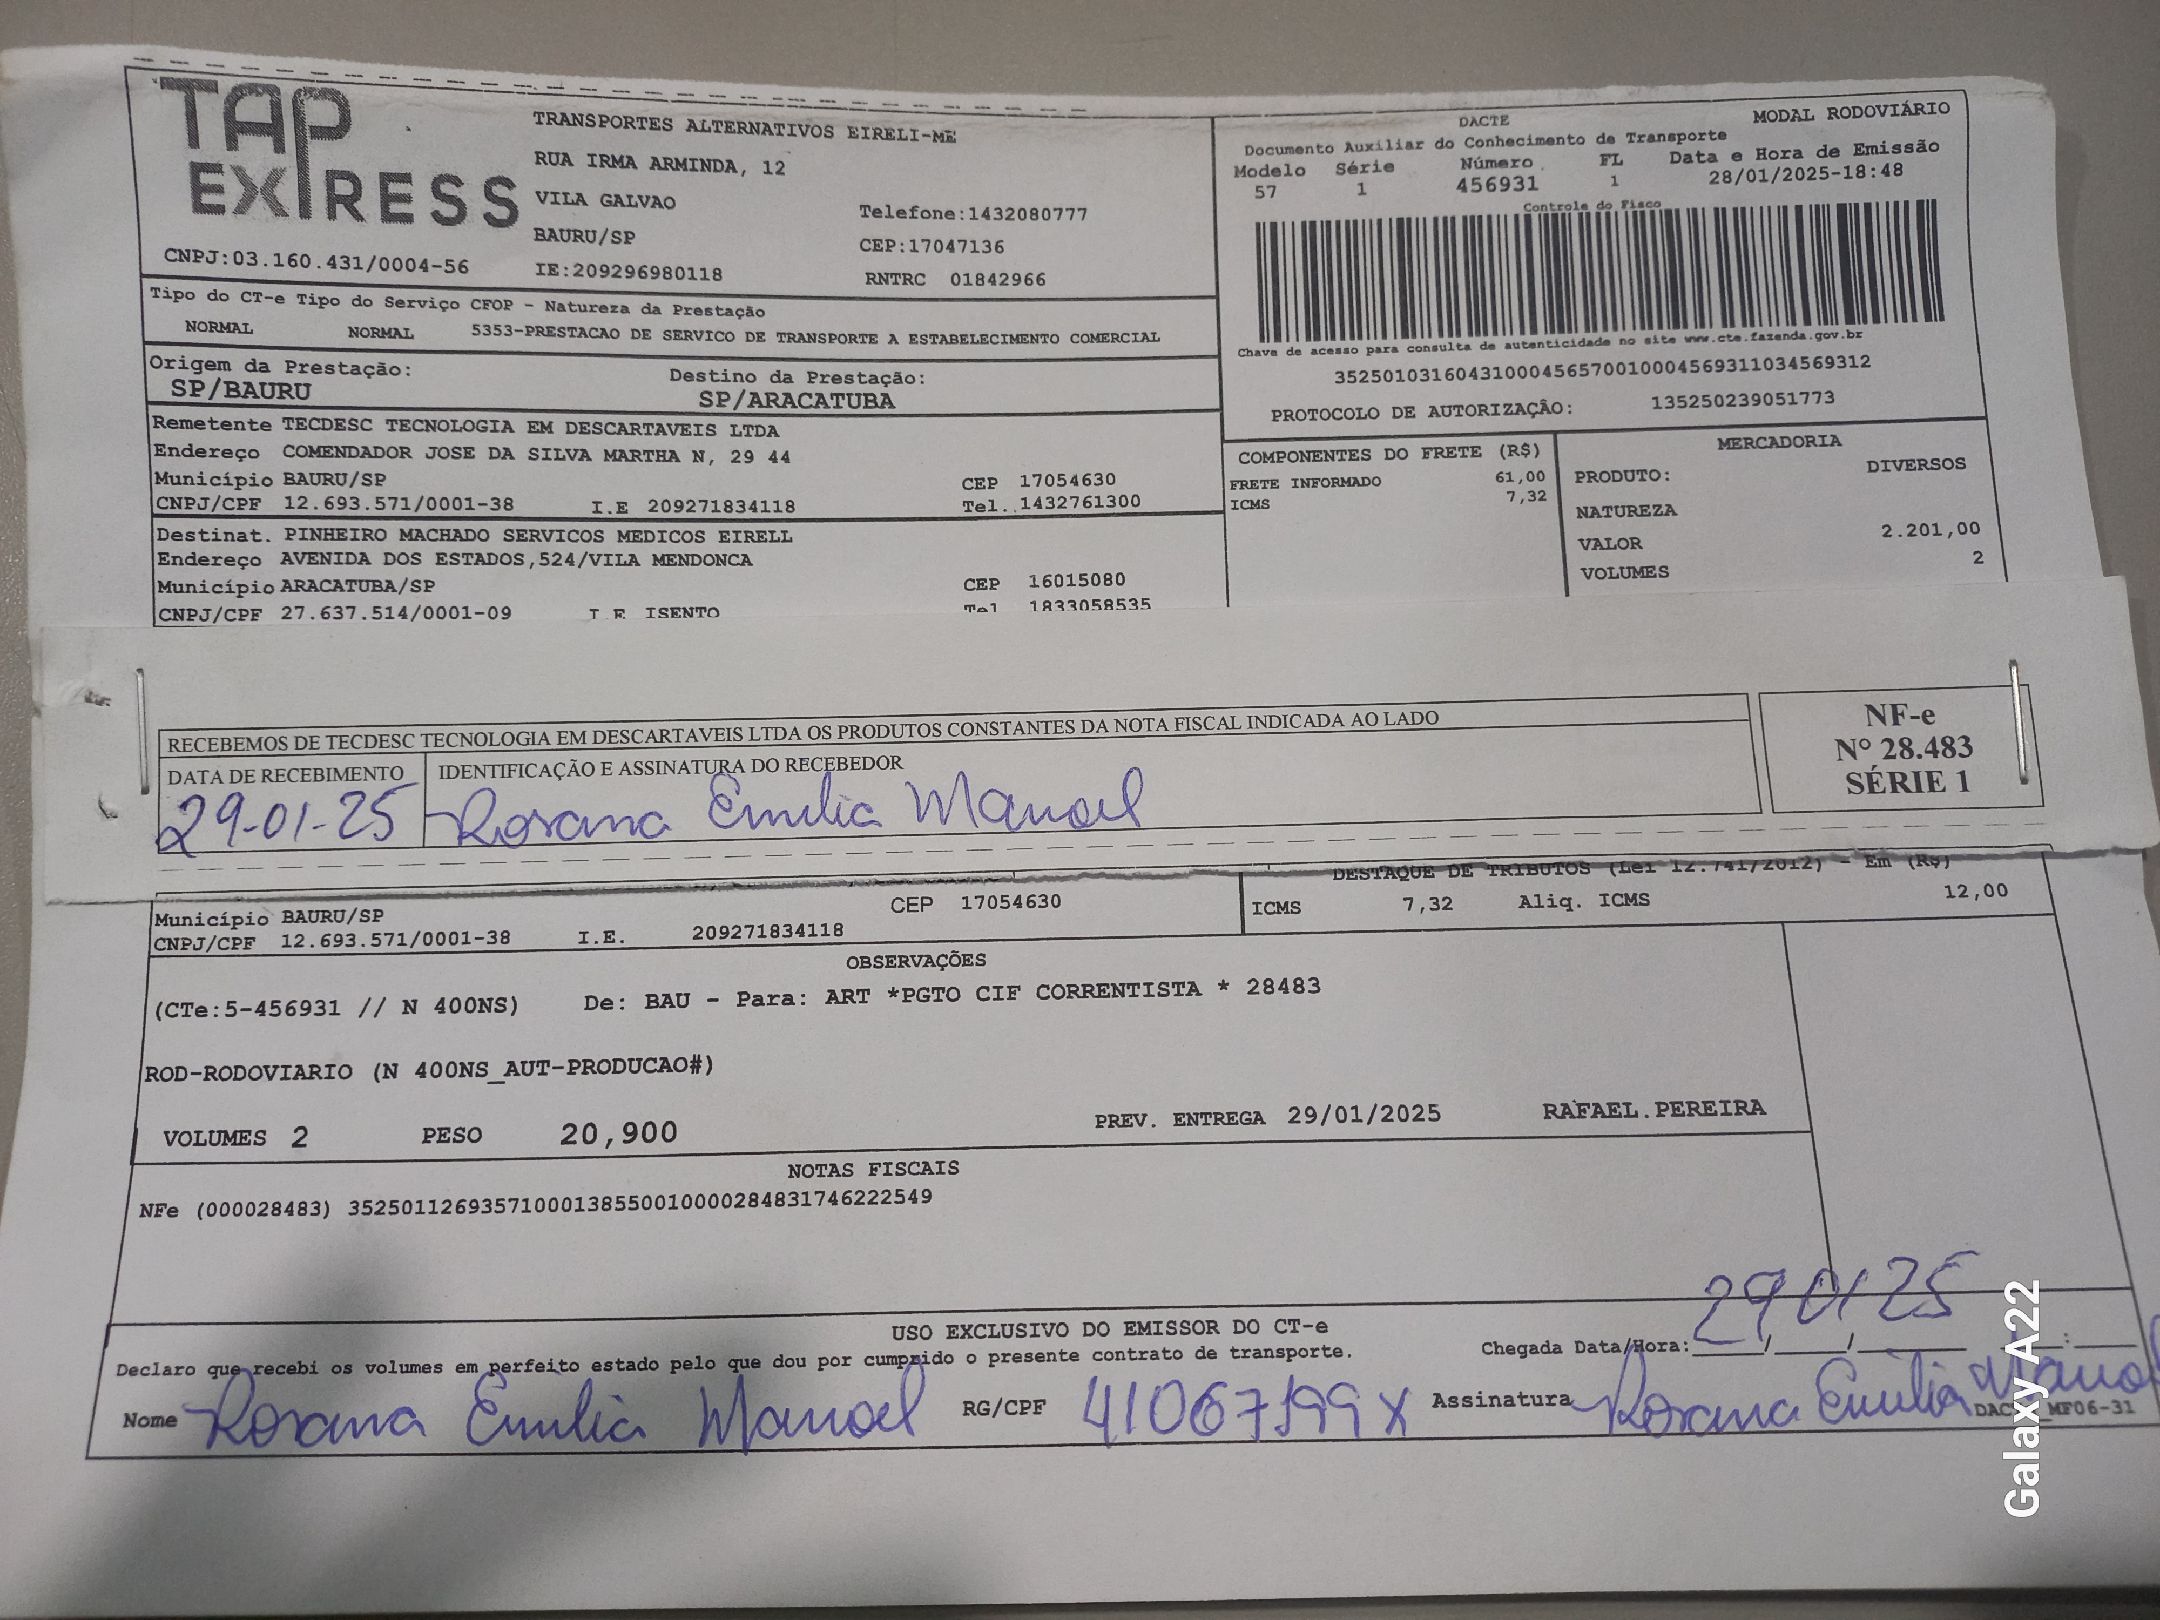 TAP
EXPRESS
TRANSPORTES ALTERNATIVOS EIRELI-ME
RUA IRMA ARMINDA, 12
VILA GALVAO
Telefone:1432080777
BAURU/SP
CEP:17047136
CNPJ:03.160.431/0004-56
IE:209296980118
RNTRC 01842966
DACTE
MODAL RODOVIÁRIO
Documento Auxiliar do Conhecimento de Transporte
Modelo Série Número FL Data e Hora de Emissão
57 1 456931 1 28/01/2025-18:48
Controle do Fisco
Chave de acesso para consulta de autenticidade no site www.cte.fazenda.gov.br
35250103160431000456570010004569311034569312
PROTOCOLO DE AUTORIZAÇÃO: 135250239051773
Tipo do CT-e Tipo do Serviço CFOP - Natureza da Prestação
NORMAL NORMAL 5353-PRESTACAO DE SERVICO DE TRANSPORTE A ESTABELECIMENTO COMERCIAL
Origem da Prestação: Destino da Prestação:
SP/BAURU SP/ARACATUBA
Remetente TECDESC TECNOLOGIA EM DESCARTAVEIS LTDA
Endereço COMENDADOR JOSE DA SILVA MARTHA N, 29 44
Município BAURU/SP CEP 17054630
CNPJ/CPF 12.693.571/0001-38 I.E 209271834118 Tel..1432761300
Destinat. PINHEIRO MACHADO SERVICOS MEDICOS EIRELL
Endereço AVENIDA DOS ESTADOS,524/VILA MENDONCA
Município ARACATUBA/SP CEP 16015080
CNPJ/CPF 27.637.514/0001-09 I E ISENTO Tel 1833058535
COMPONENTES DO FRETE (R$)
FRETE INFORMADO 61,00
ICMS 7,32
MERCADORIA
PRODUTO: DIVERSOS
NATUREZA
VALOR 2.201,00
VOLUMES 2
RECEBEMOS DE TECDESC TECNOLOGIA EM DESCARTAVEIS LTDA OS PRODUTOS CONSTANTES DA NOTA FISCAL INDICADA AO LADO
DATA DE RECEBIMENTO IDENTIFICAÇÃO E ASSINATURA DO RECEBEDOR
29-01-25 Rosana Emilia Manoel
NF-e
N° 28.483
SÉRIE 1
DESTAQUE DE TRIBUTOS (Lei 12.741/2012) - Em (R$)
ICMS 7,32 Aliq. ICMS 12,00
Município BAURU/SP CEP 17054630
CNPJ/CPF 12.693.571/0001-38 I.E. 209271834118
OBSERVAÇÕES
(CTe:5-456931 // N 400NS) De: BAU - Para: ART *PGTO CIF CORRENTISTA * 28483
ROD-RODOVIARIO (N 400NS_AUT-PRODUCAO#)
VOLUMES 2 PESO 20,900 PREV. ENTREGA 29/01/2025 RAFAEL.PEREIRA
NOTAS FISCAIS
NFe (000028483) 35250112693571000138550010000284831746222549
USO EXCLUSIVO DO EMISSOR DO CT-e
Declaro que recebi os volumes em perfeito estado pelo que dou por cumprido o presente contrato de transporte.
Chegada Data/Hora: 29 01 25
Nome Rosana Emilia Manoel RG/CPF 41067199X Assinatura Rosana Emilia Manoel
MF06-31
Galaxy A22